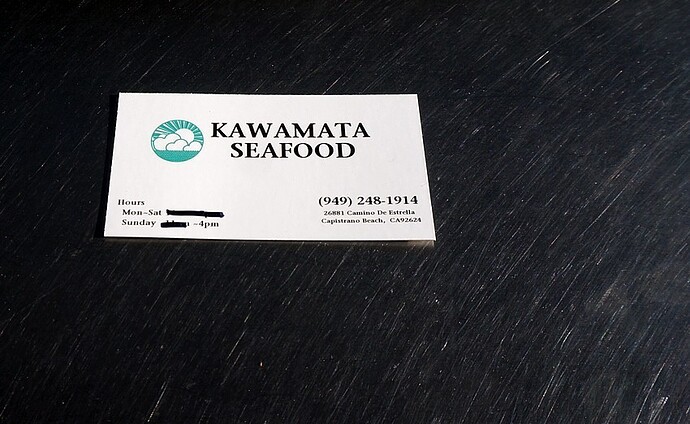 KAWAMATA
SEAFOOD
Hours
Mon~Sat
Sunday ~4pm
(949) 248-1914
26881 Camino De Estrella
Capistrano Beach, CA92624